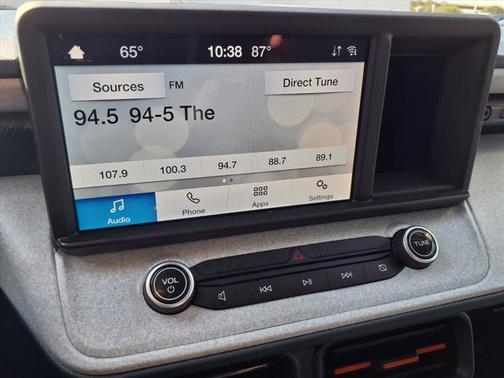 65° 10:38 87°
Sources FM Direct Tune
94.5 94-5 The
107.9 100.3 94.7 88.7 89.1
Audio Phone Apps Settings
VOL TUNE